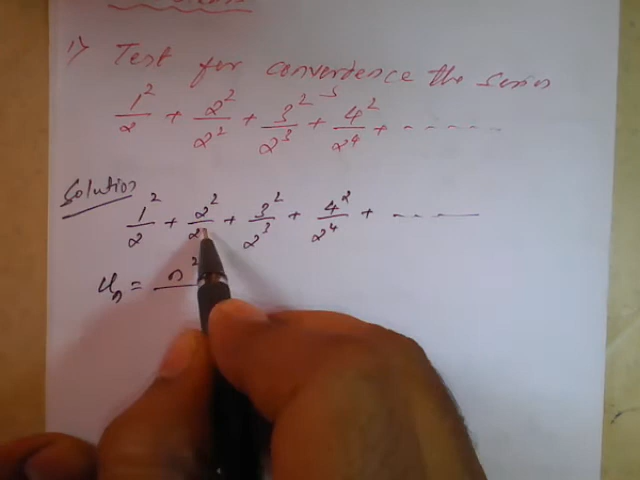 1) Test for convergence the series
1²/2 + 2²/2² + 3²/2³ + 4²/2⁴ + - - - - -
Solution
1²/2 + 2²/2 + 3²/2³ + 4²/2⁴ + - - - -
Uₙ = n²